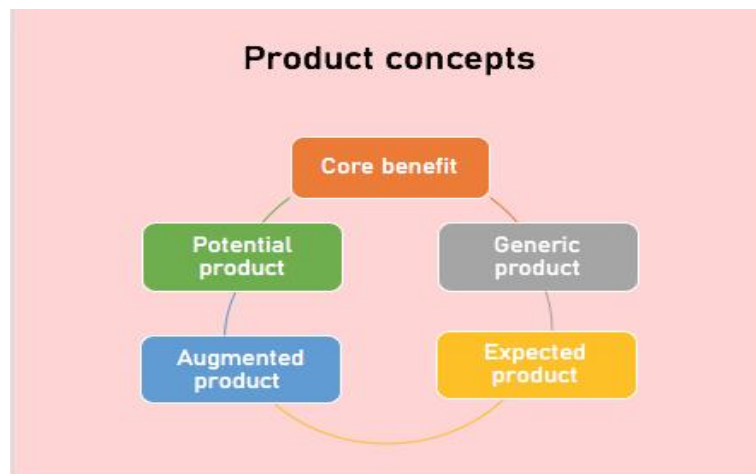 Product concepts
Core benefit
Generic
product
Expected
product
Augmented
product
Potential
product